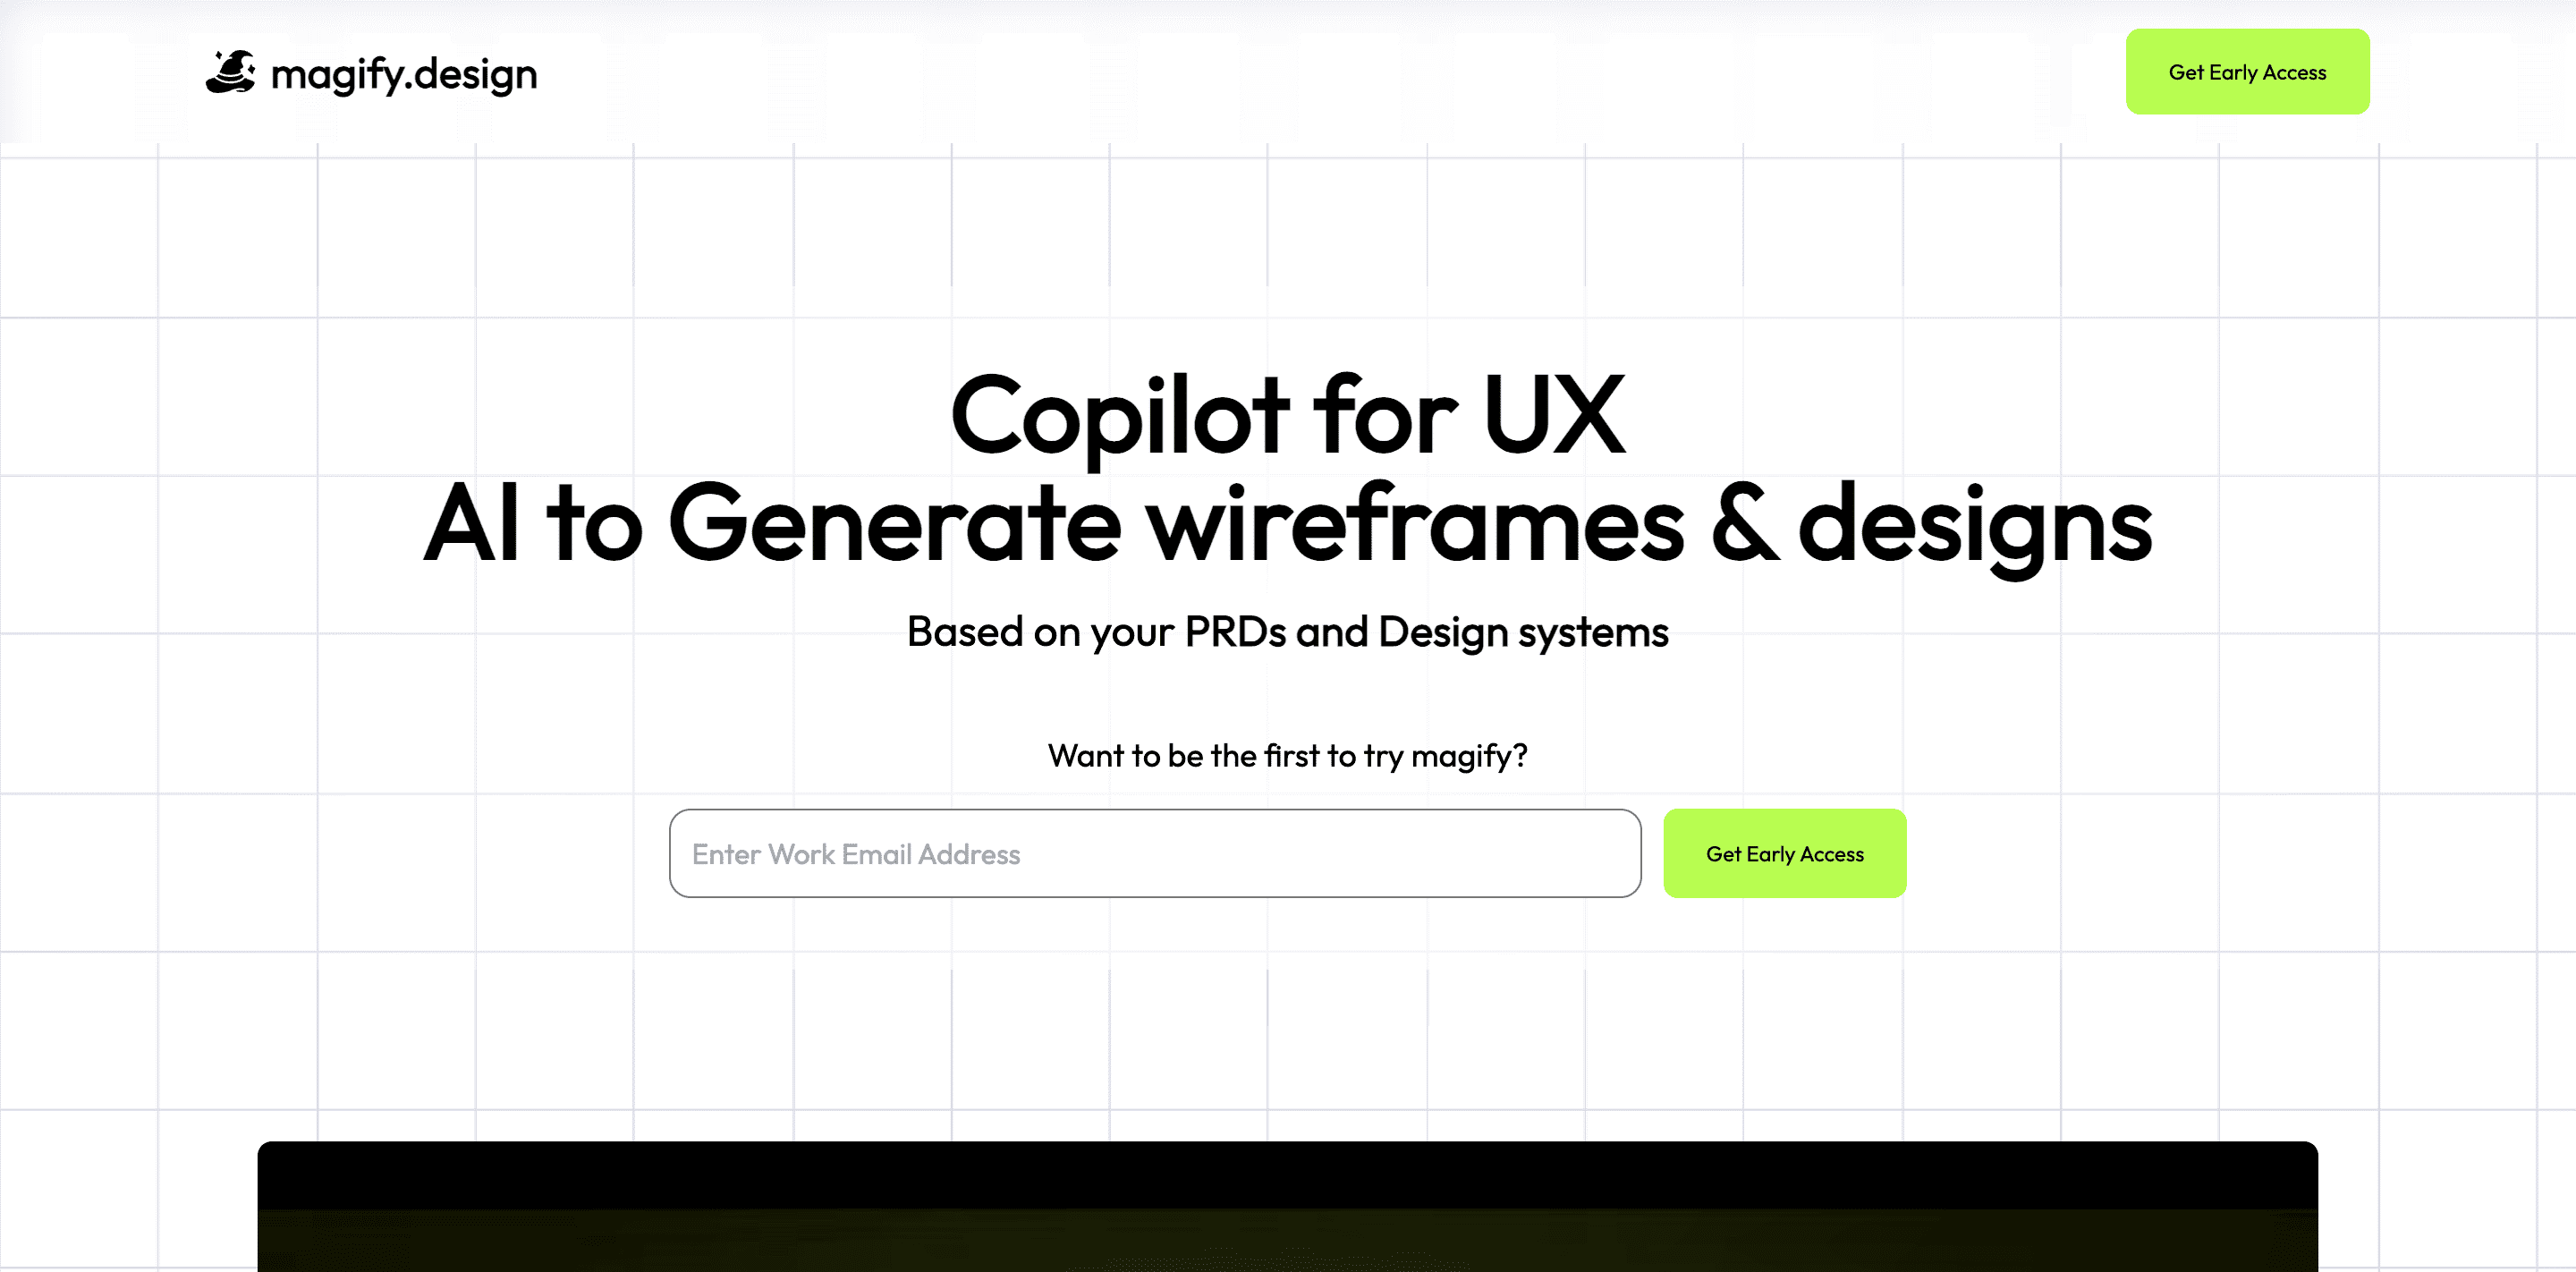 magify.design
Get Early Access
Copilot for UX
AI to Generate wireframes & designs
Based on your PRDs and Design systems
Want to be the first to try magify?
Enter Work Email Address
Get Early Access